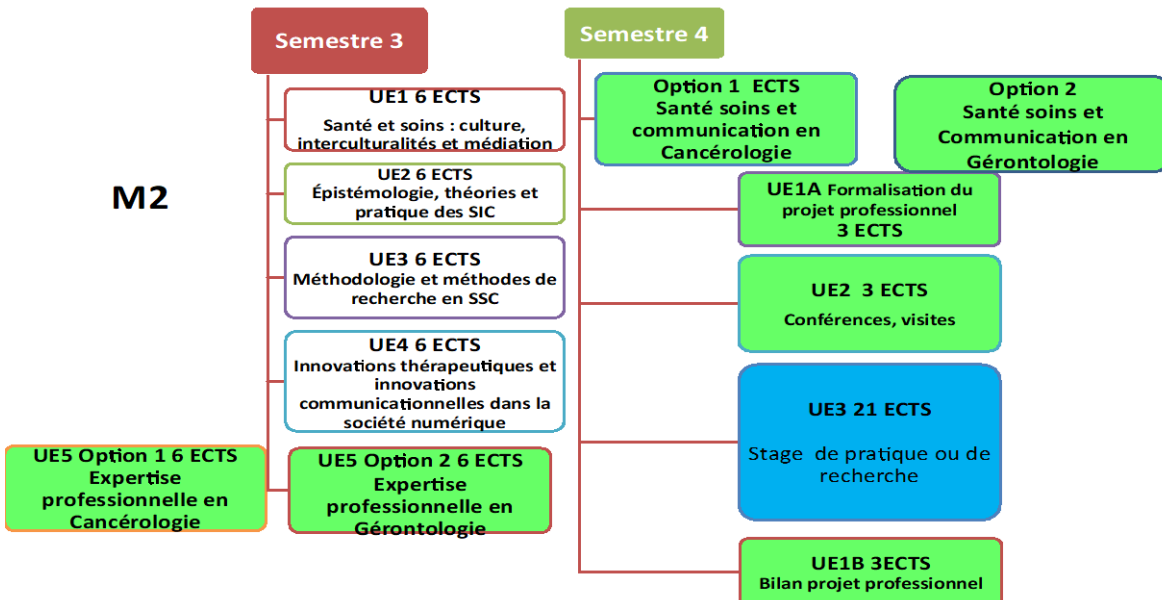 M2
Semestre 3
UE1 6 ECTS
Santé et soins : culture,
interculturalités et médiation
UE2 6 ECTS
Épistémologie, théories et
pratique des SIC
UE3 6 ECTS
Méthodologie et méthodes de
recherche en SSC
UE4 6 ECTS
Innovations thérapeutiques et
innovations
communicationnelles dans la
société numérique
UE5 Option 1 6 ECTS
Expertise
professionnelle en
Cancérologie
UE5 Option 2 6 ECTS
Expertise
professionnelle en
Gérontologie
Semestre 4
Option 1 ECTS
Santé soins et
communication en
Cancérologie
Option 2
Santé soins et
Communication en
Gérontologie
UE1A Formalisation du
projet professionnel
3 ECTS
UE2 3 ECTS
Conférences, visites
UE3 21 ECTS
Stage de pratique ou de
recherche
UE1B 3ECTS
Bilan projet professionnel